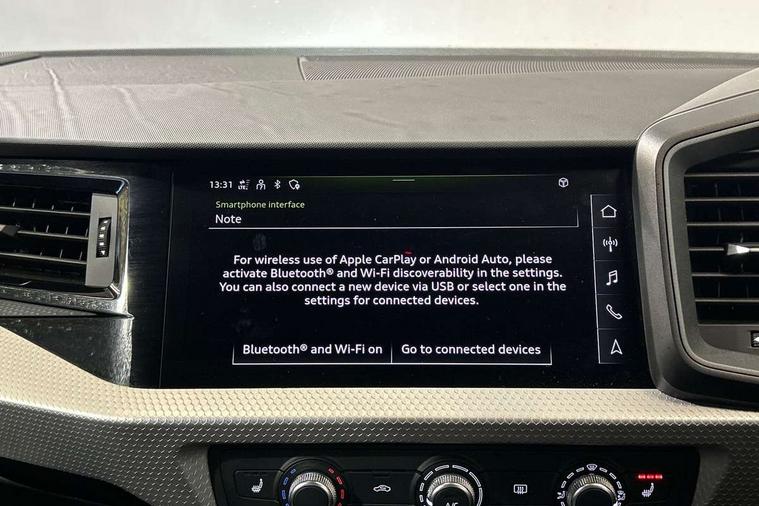 13:31 LTE
Smartphone interface
Note
For wireless use of Apple CarPlay or Android Auto, please
activate Bluetooth® and Wi-Fi discoverability in the settings.
You can also connect a new device via USB or select one in the
settings for connected devices.
Bluetooth® and Wi-Fi on
Go to connected devices
A/C